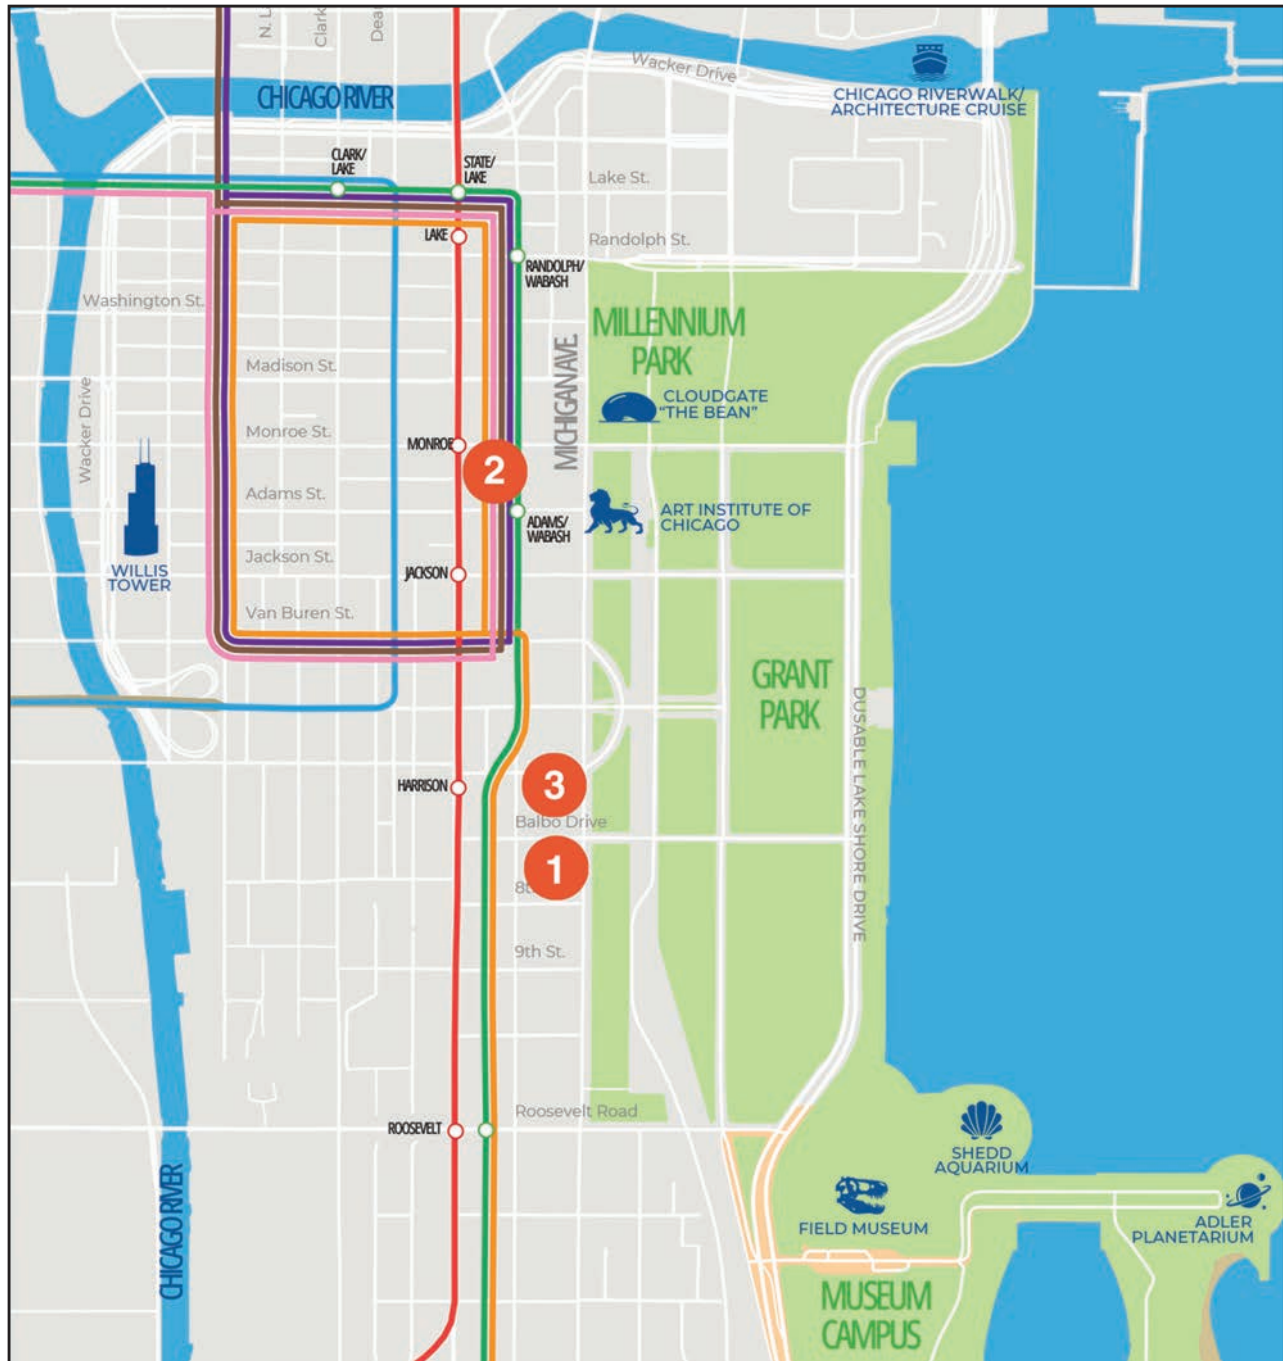 N. L
Clark
Dea
Wacker Drive
CHICAGO RIVER
CHICAGO RIVERWALK/
ARCHITECTURE CRUISE
CLARK/
LAKE
STATE/
LAKE
Lake St.
LAKE
Randolph St.
RANDOLPH/
WABASH
Washington St.
MILLENNIUM
PARK
MICHIGAN AVE.
Madison St.
CLOUDGATE
"THE BEAN"
Wacker Drive
Monroe St.
MONROE
2
Adams St.
ADAMS/
WABASH
ART INSTITUTE OF
CHICAGO
Jackson St.
JACKSON
WILLIS
TOWER
Van Buren St.
GRANT
PARK
DUSABLE LAKE SHORE DRIVE
HARRISON
3
Balbo Drive
1
8t
9th St.
ROOSEVELT
Roosevelt Road
SHEDD
AQUARIUM
CHICAGO RIVER
FIELD MUSEUM
ADLER
PLANETARIUM
MUSEUM
CAMPUS